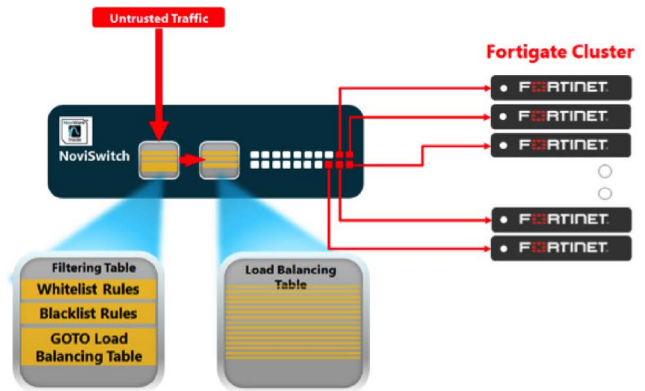 Untrusted Traffic
Fortigate Cluster
FORTINET
FORTINET
FORTINET
FORTINET
FORTINET
NoviSwitch
Filtering Table
Whitelist Rules
Blacklist Rules
GOTO Load
Balancing Table
Load Balancing
Table